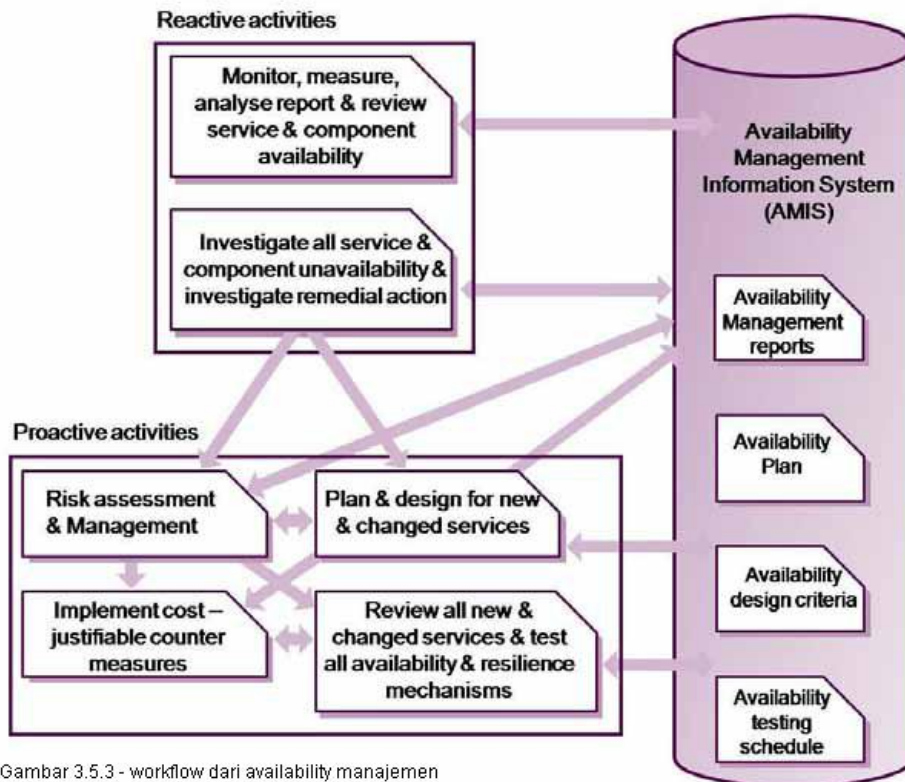 Reactive activities
Monitor, measure,
analyse report & review
service & component
availability
Investigate all service &
component unavailability &
investigate remedial action
Proactive activities
Risk assessment
& Management
Plan & design for new
& changed services
Implement cost –
justifiable counter
measures
Review all new &
changed services & test
all availability & resilience
mechanisms
Availability
Management
Information System
(AMIS)
Availability
Management
reports
Availability
Plan
Availability
design criteria
Availability
testing
schedule
Gambar 3.5.3 - workflow dari availability manajemen